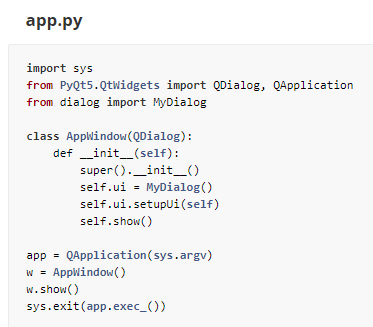 app.py
import sys
from PyQt5.QtWidgets import QDialog, QApplication
from dialog import MyDialog
class AppWindow(QDialog):
    def __init__(self):
        super().__init__()
        self.ui = MyDialog()
        self.ui.setupUi(self)
        self.show()
app = QApplication(sys.argv)
w = AppWindow()
w.show()
sys.exit(app.exec_())